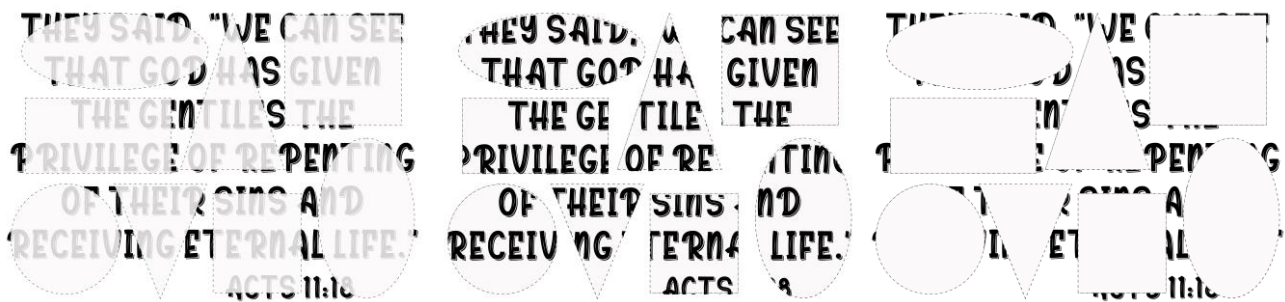 THEY SAID, "WE CAN SEE
THAT GOD HAS GIVEN
THE GENTILES THE
PRIVILEGE OF REPENTING
OF THEIR SINS AND
RECEIVING ETERNAL LIFE."
ACTS 11:18